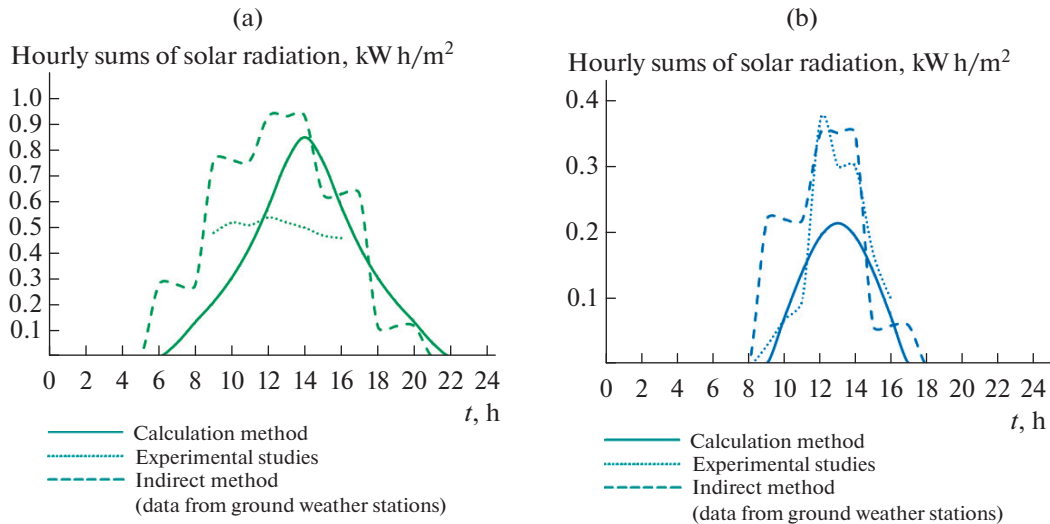 (a)
Hourly sums of solar radiation, kW h/m²
1.0
0.9
0.8
0.7
0.6
0.5
0.4
0.3
0.2
0.1
0 2 4 6 8 10 12 14 16 18 20 22 24
t, h
Calculation method
Experimental studies
Indirect method
(data from ground weather stations)
(b)
Hourly sums of solar radiation, kW h/m²
0.4
0.3
0.2
0.1
0 2 4 6 8 10 12 14 16 18 20 22 24
t, h
Calculation method
Experimental studies
Indirect method
(data from ground weather stations)